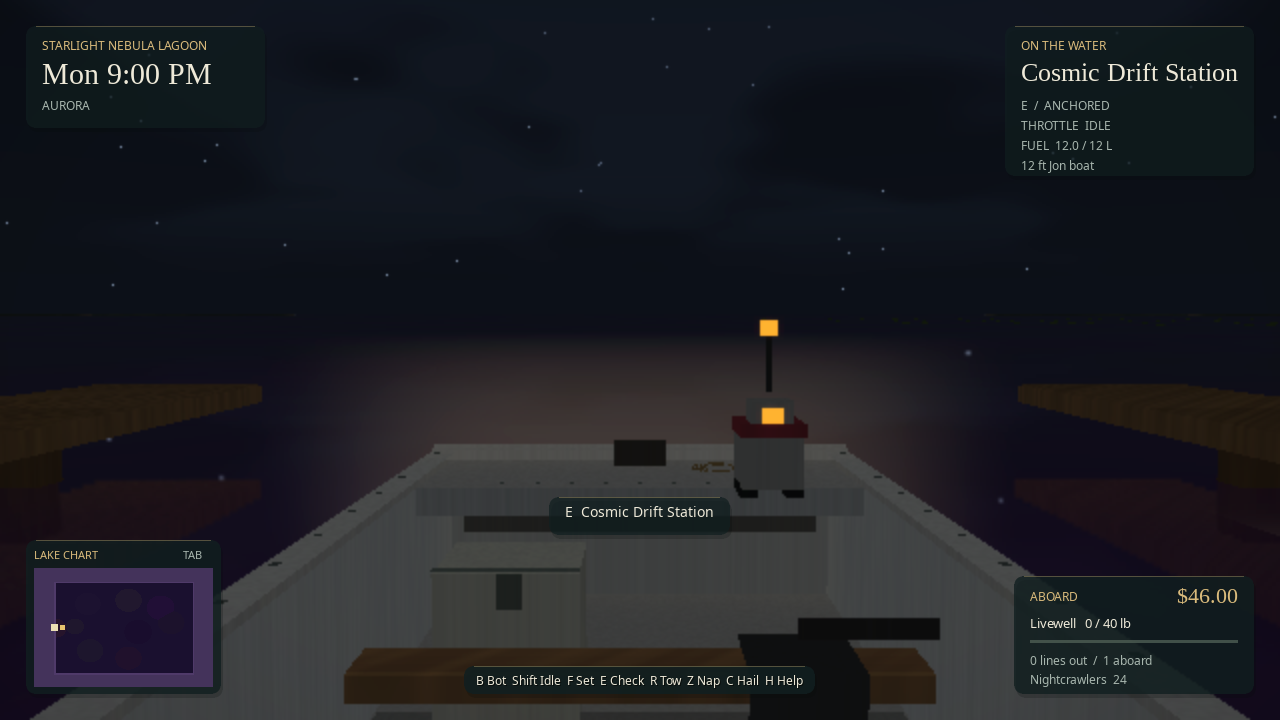 STARLIGHT NEBULA LAGOON
Mon 9:00 PM
AURORA
ON THE WATER
Cosmic Drift Station
E / ANCHORED
THROTTLE IDLE
FUEL 12.0 / 12 L
12 ft Jon boat
E Cosmic Drift Station
LAKE CHART TAB
ABOARD $46.00
Livewell 0 / 40 lb
0 lines out / 1 aboard
Nightcrawlers 24
B Bot Shift Idle F Set E Check R Tow Z Nap C Hail H Help